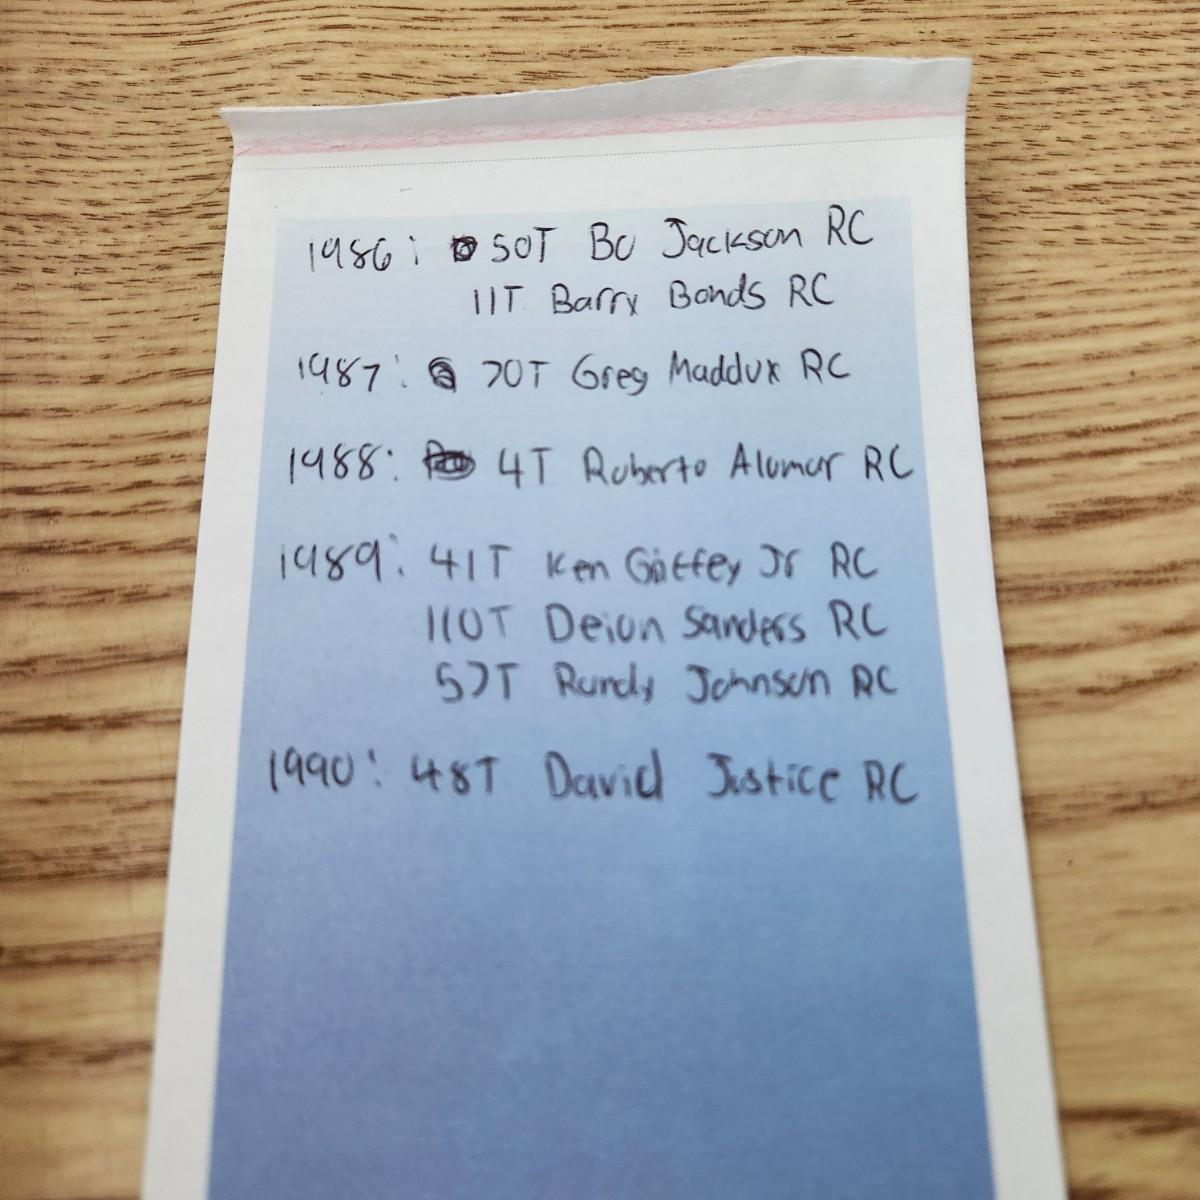 1986: 50T Bo Jackson RC
11T Barry Bonds RC
1987: 70T Greg Maddux RC
1988: 4T Roberto Alomar RC
1989: 41T Ken Griffey Jr RC
110T Deion Sanders RC
57T Randy Johnson RC
1990: 48T David Justice RC